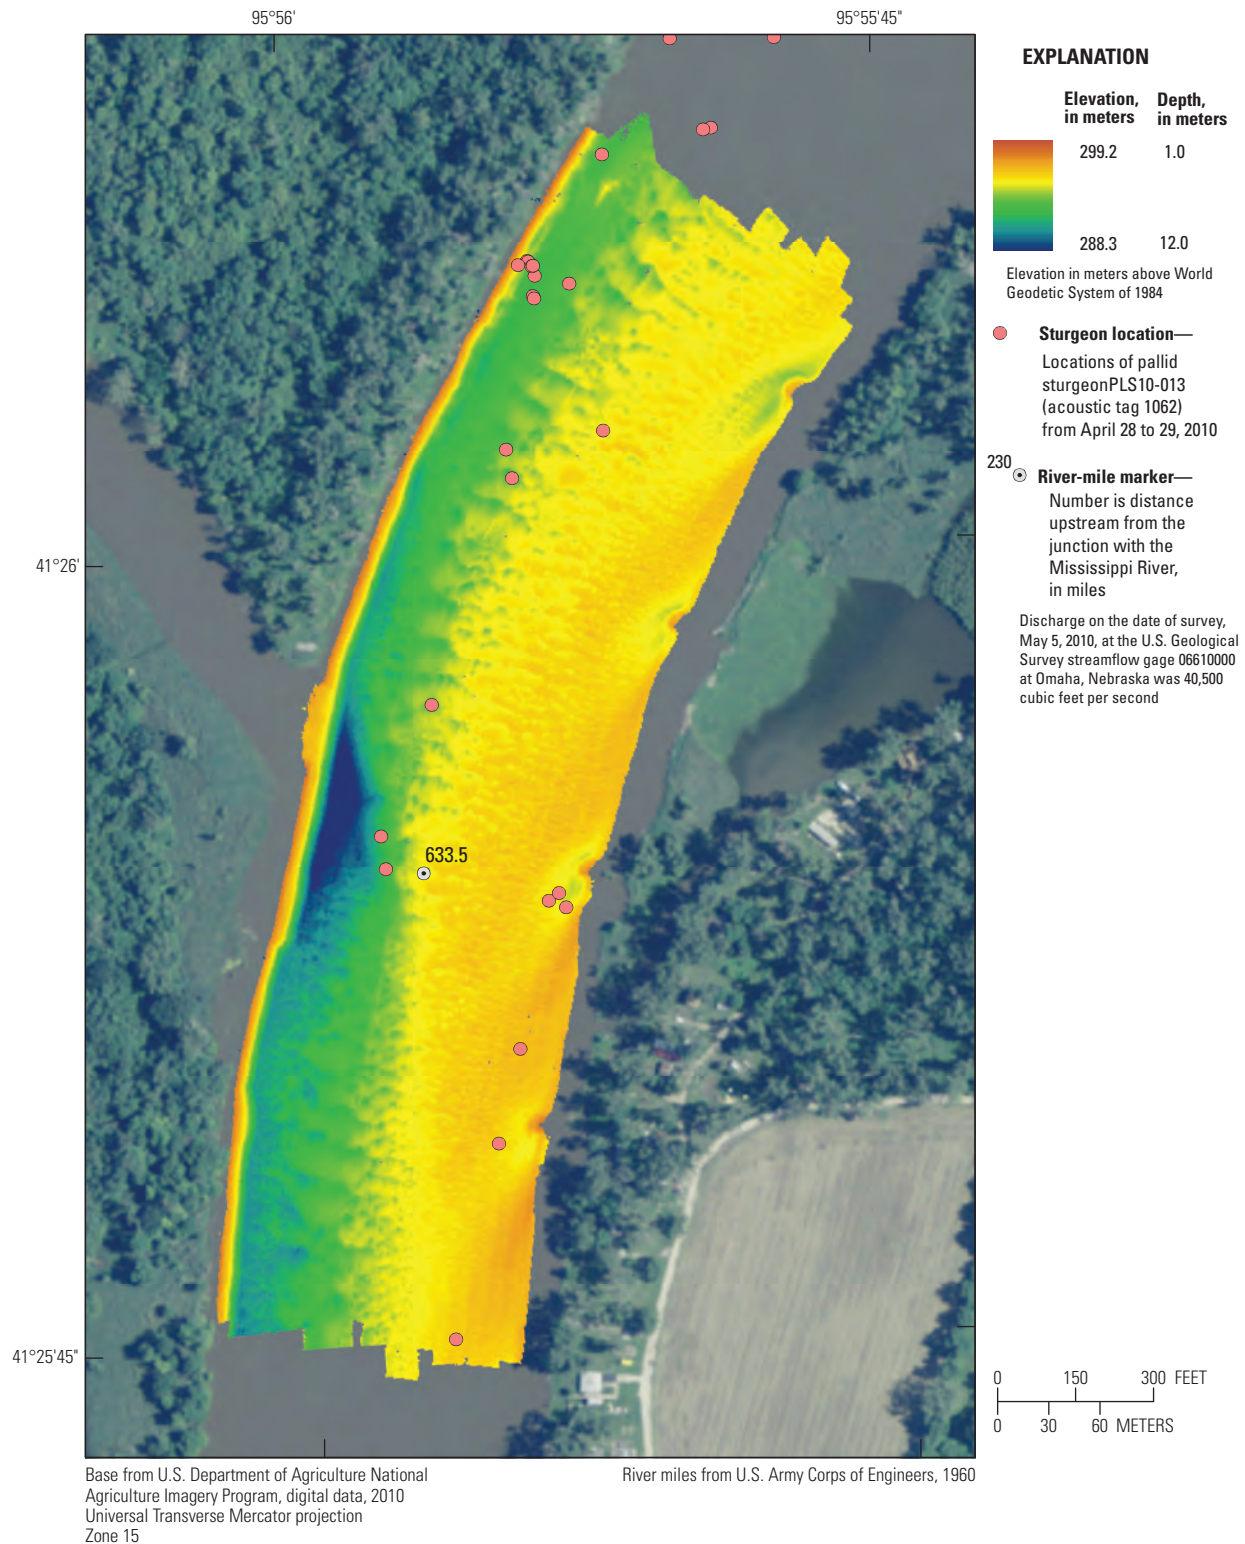 95°56'
95°55'45"
41°26'
41°25'45"
633.5
EXPLANATION
Elevation, in meters
Depth, in meters
299.2
1.0
288.3
12.0
Elevation in meters above World
Geodetic System of 1984
Sturgeon location—
Locations of pallid
sturgeonPLS10-013
(acoustic tag 1062)
from April 28 to 29, 2010
230
River-mile marker—
Number is distance
upstream from the
junction with the
Mississippi River,
in miles
Discharge on the date of survey,
May 5, 2010, at the U.S. Geological
Survey streamflow gage 06610000
at Omaha, Nebraska was 40,500
cubic feet per second
0 150 300 FEET
0 30 60 METERS
Base from U.S. Department of Agriculture National
Agriculture Imagery Program, digital data, 2010
Universal Transverse Mercator projection
Zone 15
River miles from U.S. Army Corps of Engineers, 1960